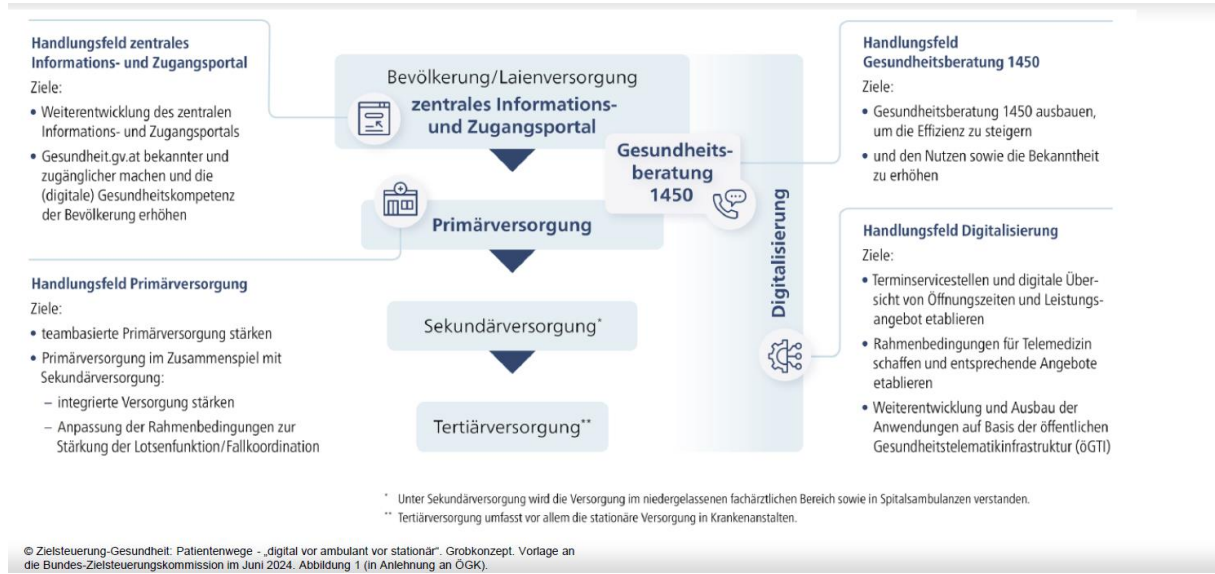 Handlungsfeld zentrales
Informations- und Zugangsportal
Ziele:
• Weiterentwicklung des zentralen
Informations- und Zugangsportals
• Gesundheit.gv.at bekannter und
zugänglicher machen und die
(digitale) Gesundheitskompetenz
der Bevölkerung erhöhen
Handlungsfeld Primärversorgung
Ziele:
• teambasierte Primärversorgung stärken
• Primärversorgung im Zusammenspiel mit
Sekundärversorgung:
– integrierte Versorgung stärken
– Anpassung der Rahmenbedingungen zur
Stärkung der Lotsenfunktion/Fallkoordination
Bevölkerung/Laienversorgung
zentrales Informations-
und Zugangsportal
Gesundheits-
beratung
1450
Primärversorgung
Sekundärversorgung*
Tertiärversorgung**
Digitalisierung
Handlungsfeld
Gesundheitsberatung 1450
Ziele:
• Gesundheitsberatung 1450 ausbauen,
um die Effizienz zu steigern
• und den Nutzen sowie die Bekanntheit
zu erhöhen
Handlungsfeld Digitalisierung
Ziele:
• Terminservicestellen und digitale Über-
sicht von Öffnungszeiten und Leistungs-
angebot etablieren
• Rahmenbedingungen für Telemedizin
schaffen und entsprechende Angebote
etablieren
• Weiterentwicklung und Ausbau der
Anwendungen auf Basis der öffentlichen
Gesundheitstelematikinfrastruktur (öGTI)
* Unter Sekundärversorgung wird die Versorgung im niedergelassenen fachärztlichen Bereich sowie in Spitalsambulanzen verstanden.
** Tertiärversorgung umfasst vor allem die stationäre Versorgung in Krankenanstalten.
© Zielsteuerung-Gesundheit: Patientenwege - „digital vor ambulant vor stationär“. Grobkonzept. Vorlage an
die Bundes-Zielsteuerungskommission im Juni 2024. Abbildung 1 (in Anlehnung an ÖGK).